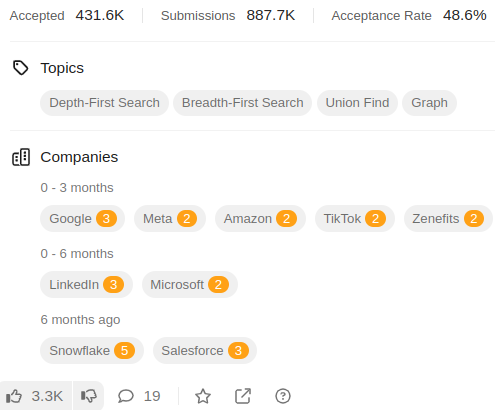 Accepted 431.6K Submissions 887.7K Acceptance Rate 48.6%
Topics
Depth-First Search Breadth-First Search Union Find Graph
Companies
0 - 3 months
Google 3 Meta 2 Amazon 2 TikTok 2 Zenefits 2
0 - 6 months
LinkedIn 3 Microsoft 2
6 months ago
Snowflake 5 Salesforce 3
3.3K 19